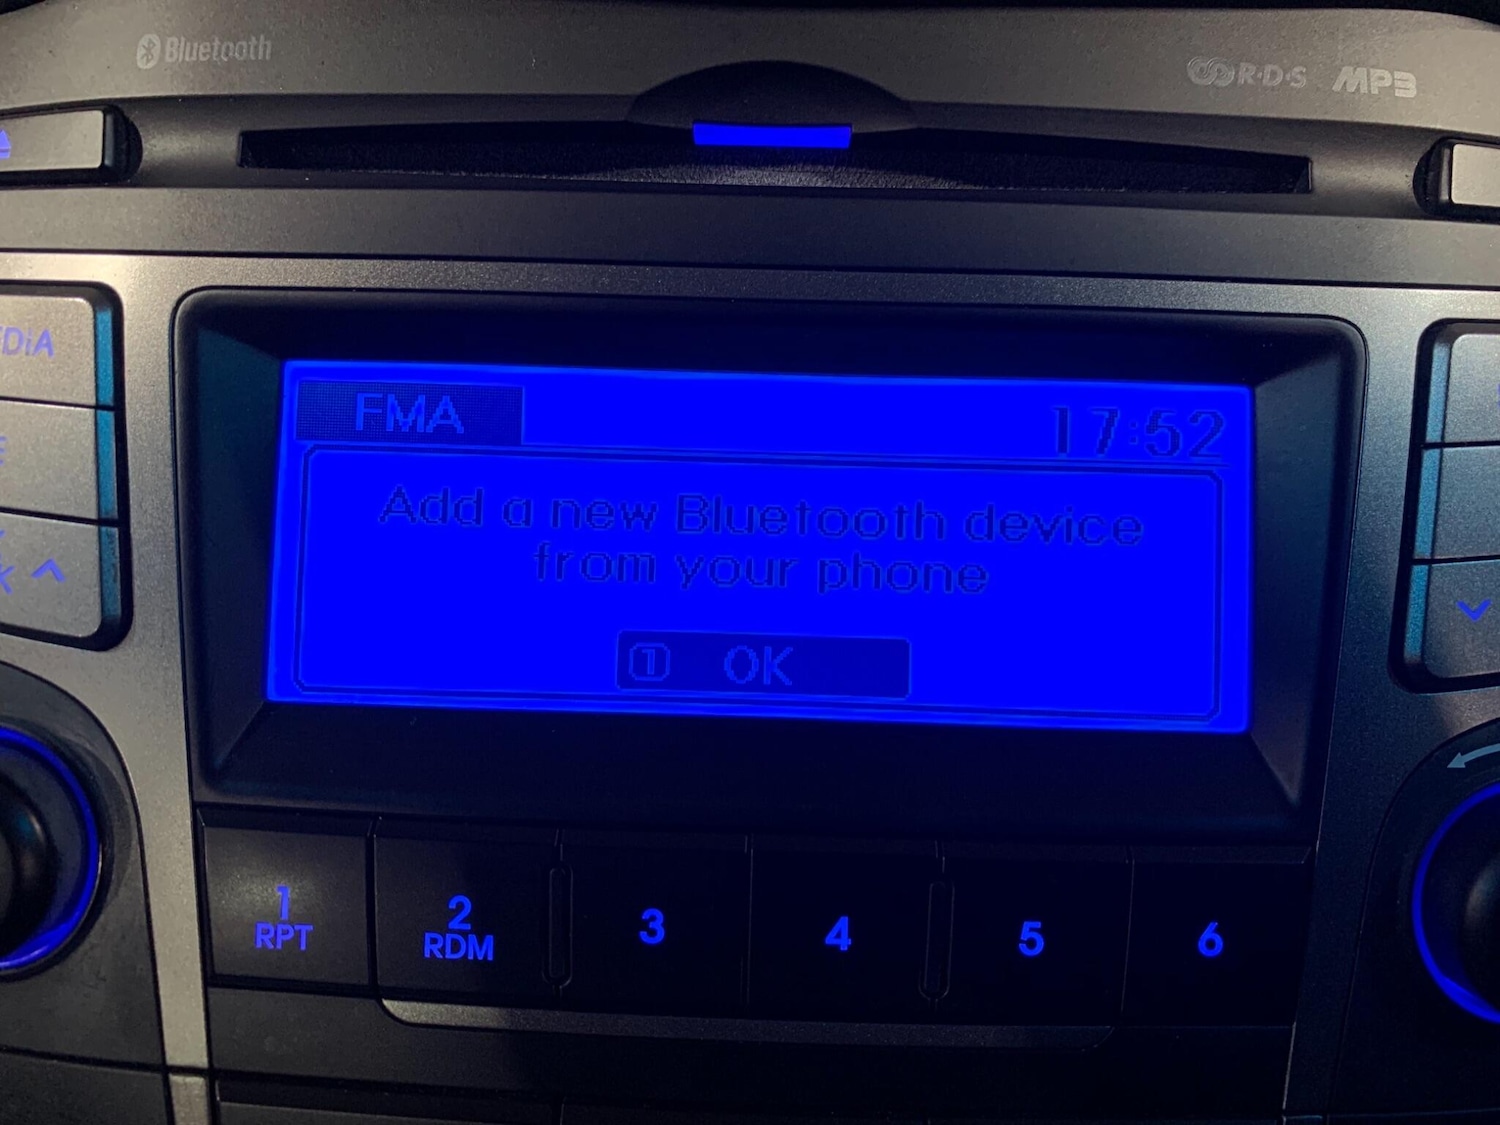 Bluetooth
R·D·S MP3
FMA 17:52
Add a new Bluetooth device
from your phone
1 OK
1
RPT
2
RDM
3
4
5
6